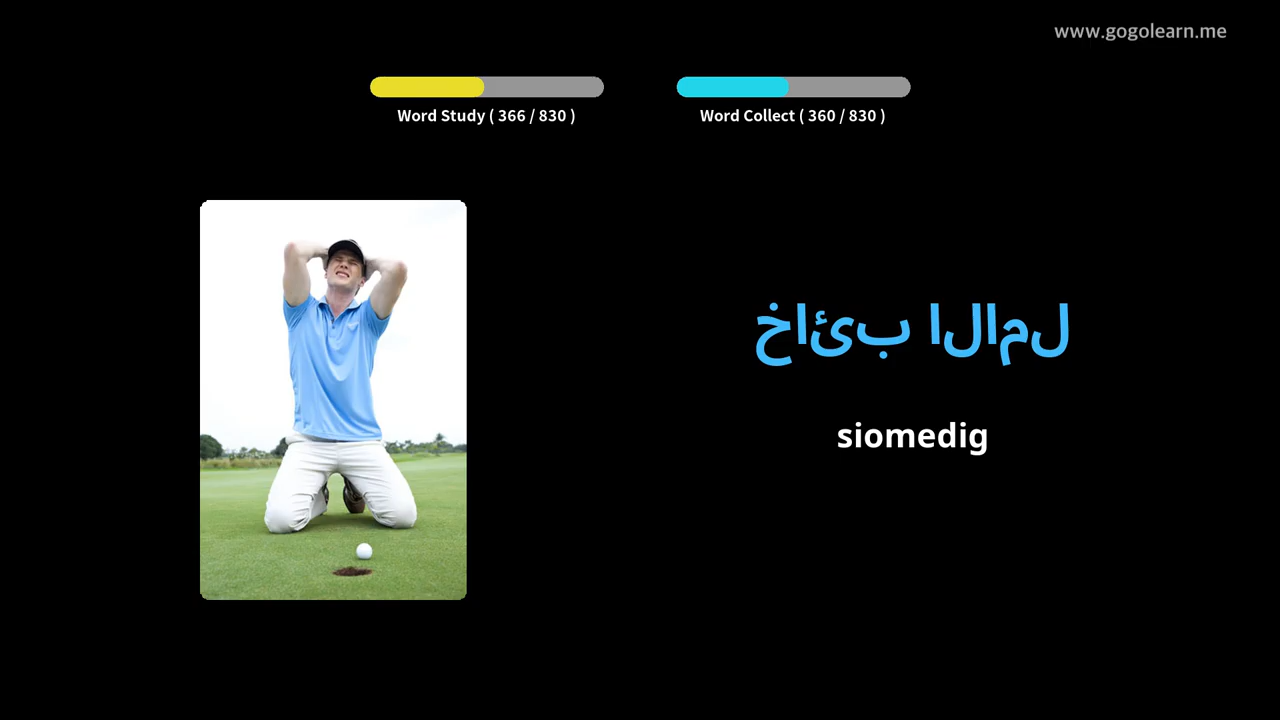 www.gogolearn.me
Word Study ( 366 / 830 )
Word Collect ( 360 / 830 )
خائب الامل
siomedig